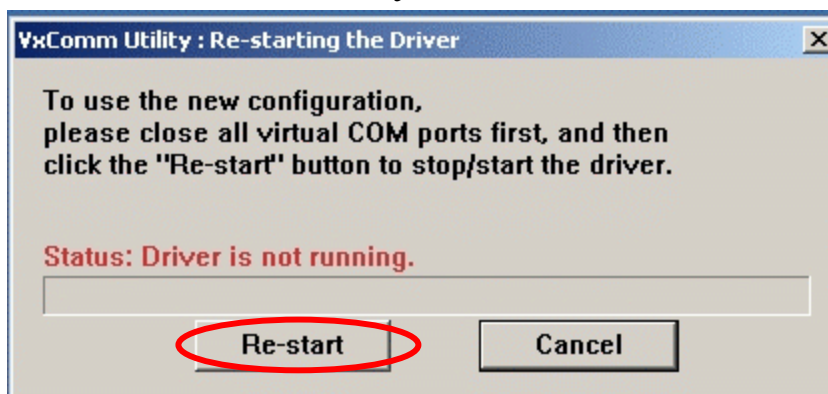 VxComm Utility : Re-starting the Driver
To use the new configuration,
please close all virtual COM ports first, and then
click the "Re-start" button to stop/start the driver.
Status: Driver is not running.
Re-start Cancel